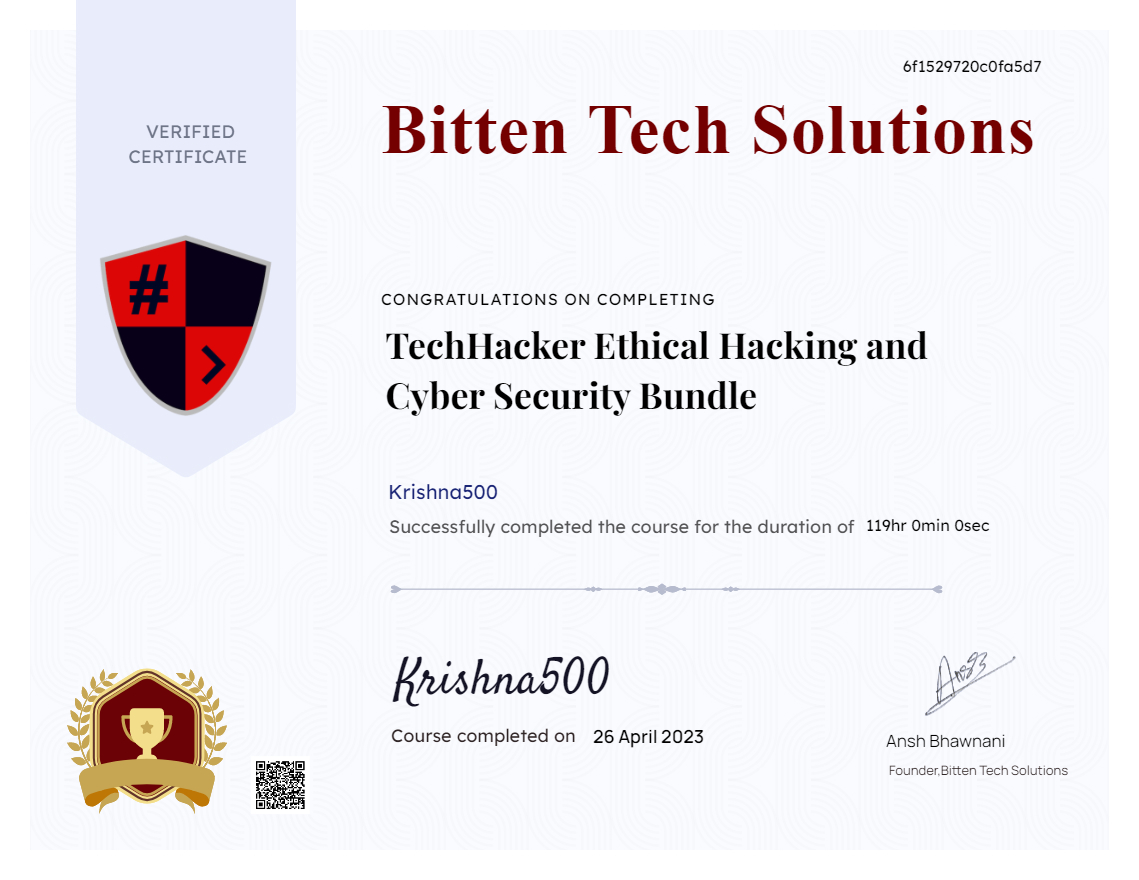 6f1529720c0fa5d7
VERIFIED
CERTIFICATE
Bitten Tech Solutions
#
>
CONGRATULATIONS ON COMPLETING
TechHacker Ethical Hacking and
Cyber Security Bundle
Krishna500
Successfully completed the course for the duration of 119hr 0min 0sec
Krishna500
Course completed on 26 April 2023
Ansh Bhawnani
Founder,Bitten Tech Solutions